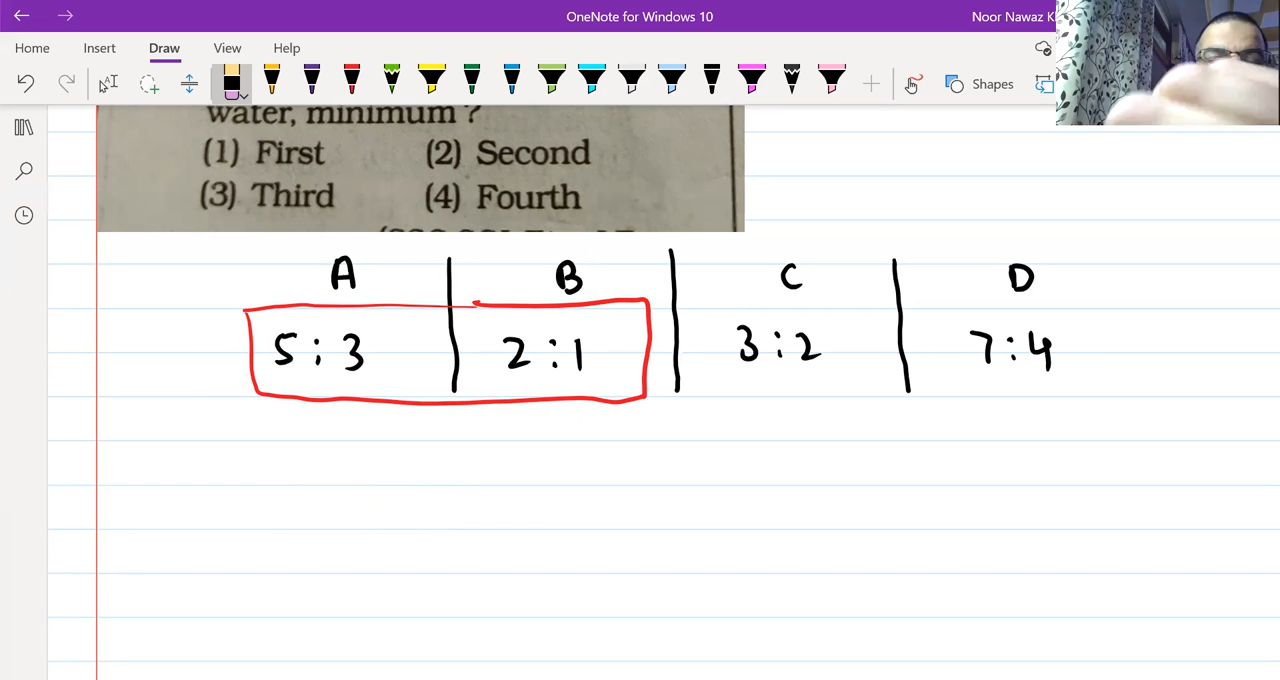 OneNote for Windows 10
Noor Nawaz K
Home Insert Draw View Help
Shapes
water, minimum ?
(1) First (2) Second
(3) Third (4) Fourth
A B C D
5 : 3 2 : 1 3 : 2 7 : 4